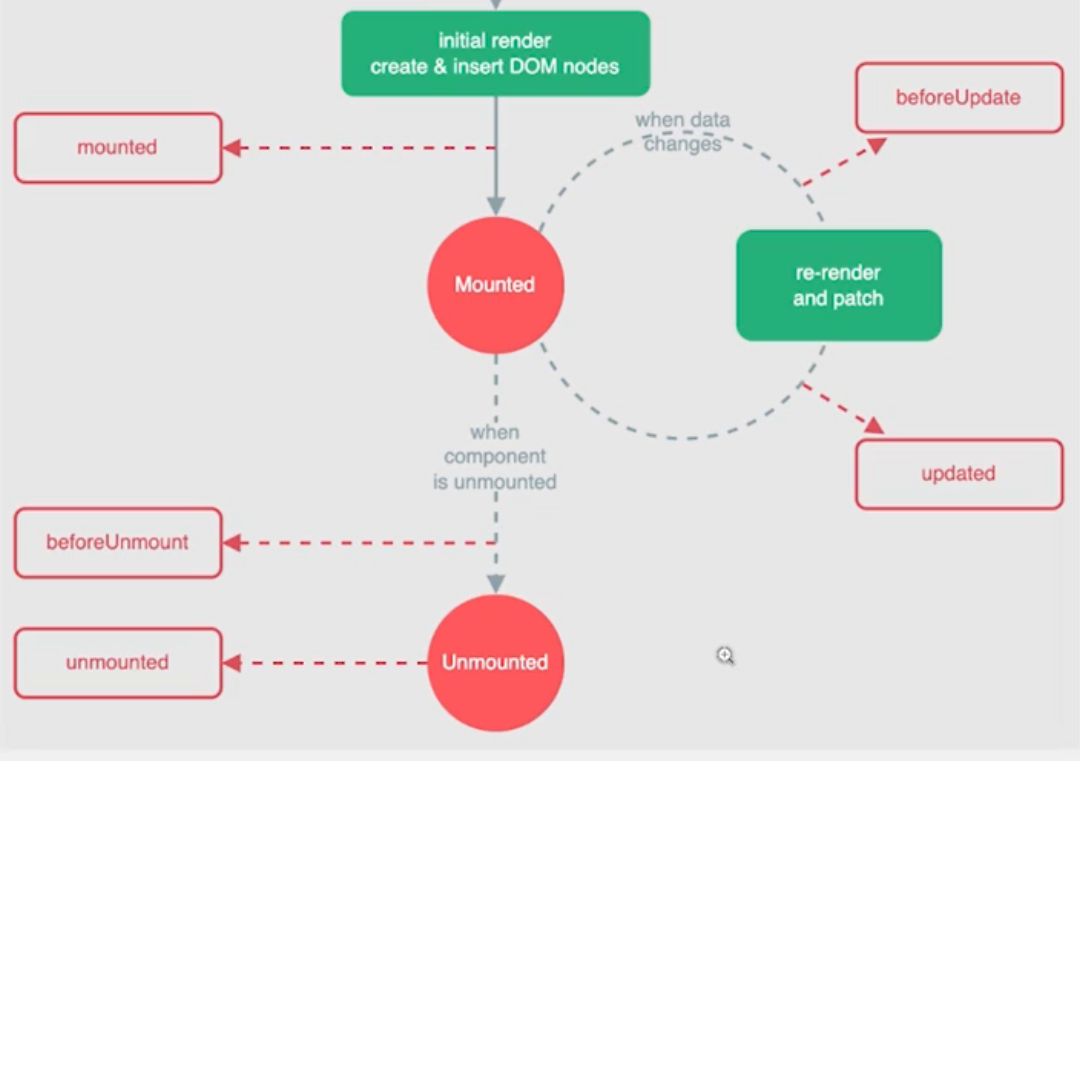 initial render
create & insert DOM nodes
beforeUpdate
when data
changes
mounted
Mounted
re-render
and patch
when
component
is unmounted
updated
beforeUnmount
unmounted
Unmounted